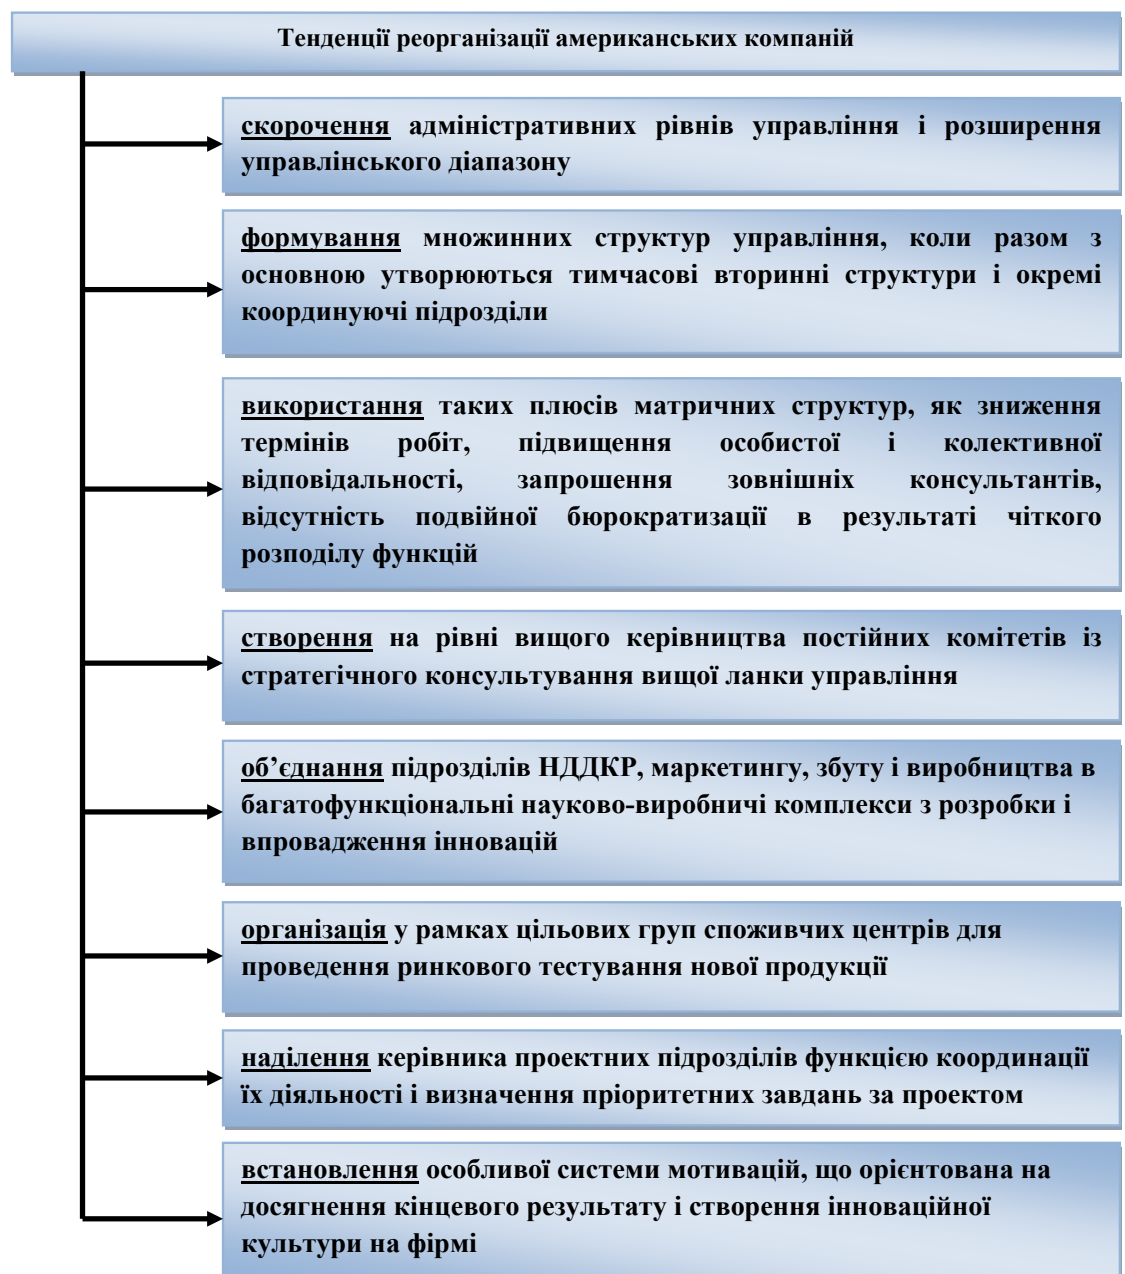 Тенденції реорганізації американських компаній
скорочення адміністративних рівнів управління і розширення
управлінського діапазону
формування множинних структур управління, коли разом з
основною утворюються тимчасові вторинні структури і окремі
координуючі підрозділи
використання таких плюсів матричних структур, як зниження
термінів робіт, підвищення особистої і колективної
відповідальності, запрошення зовнішніх консультантів,
відсутність подвійної бюрократизації в результаті чіткого
розподілу функцій
створення на рівні вищого керівництва постійних комітетів із
стратегічного консультування вищої ланки управління
об’єднання підрозділів НДДКР, маркетингу, збуту і виробництва в
багатофункціональні науково-виробничі комплекси з розробки і
впровадження інновацій
організація у рамках цільових груп споживчих центрів для
проведення ринкового тестування нової продукції
наділення керівника проектних підрозділів функцією координації
їх діяльності і визначення пріоритетних завдань за проектом
встановлення особливої системи мотивацій, що орієнтована на
досягнення кінцевого результату і створення інноваційної
культури на фірмі